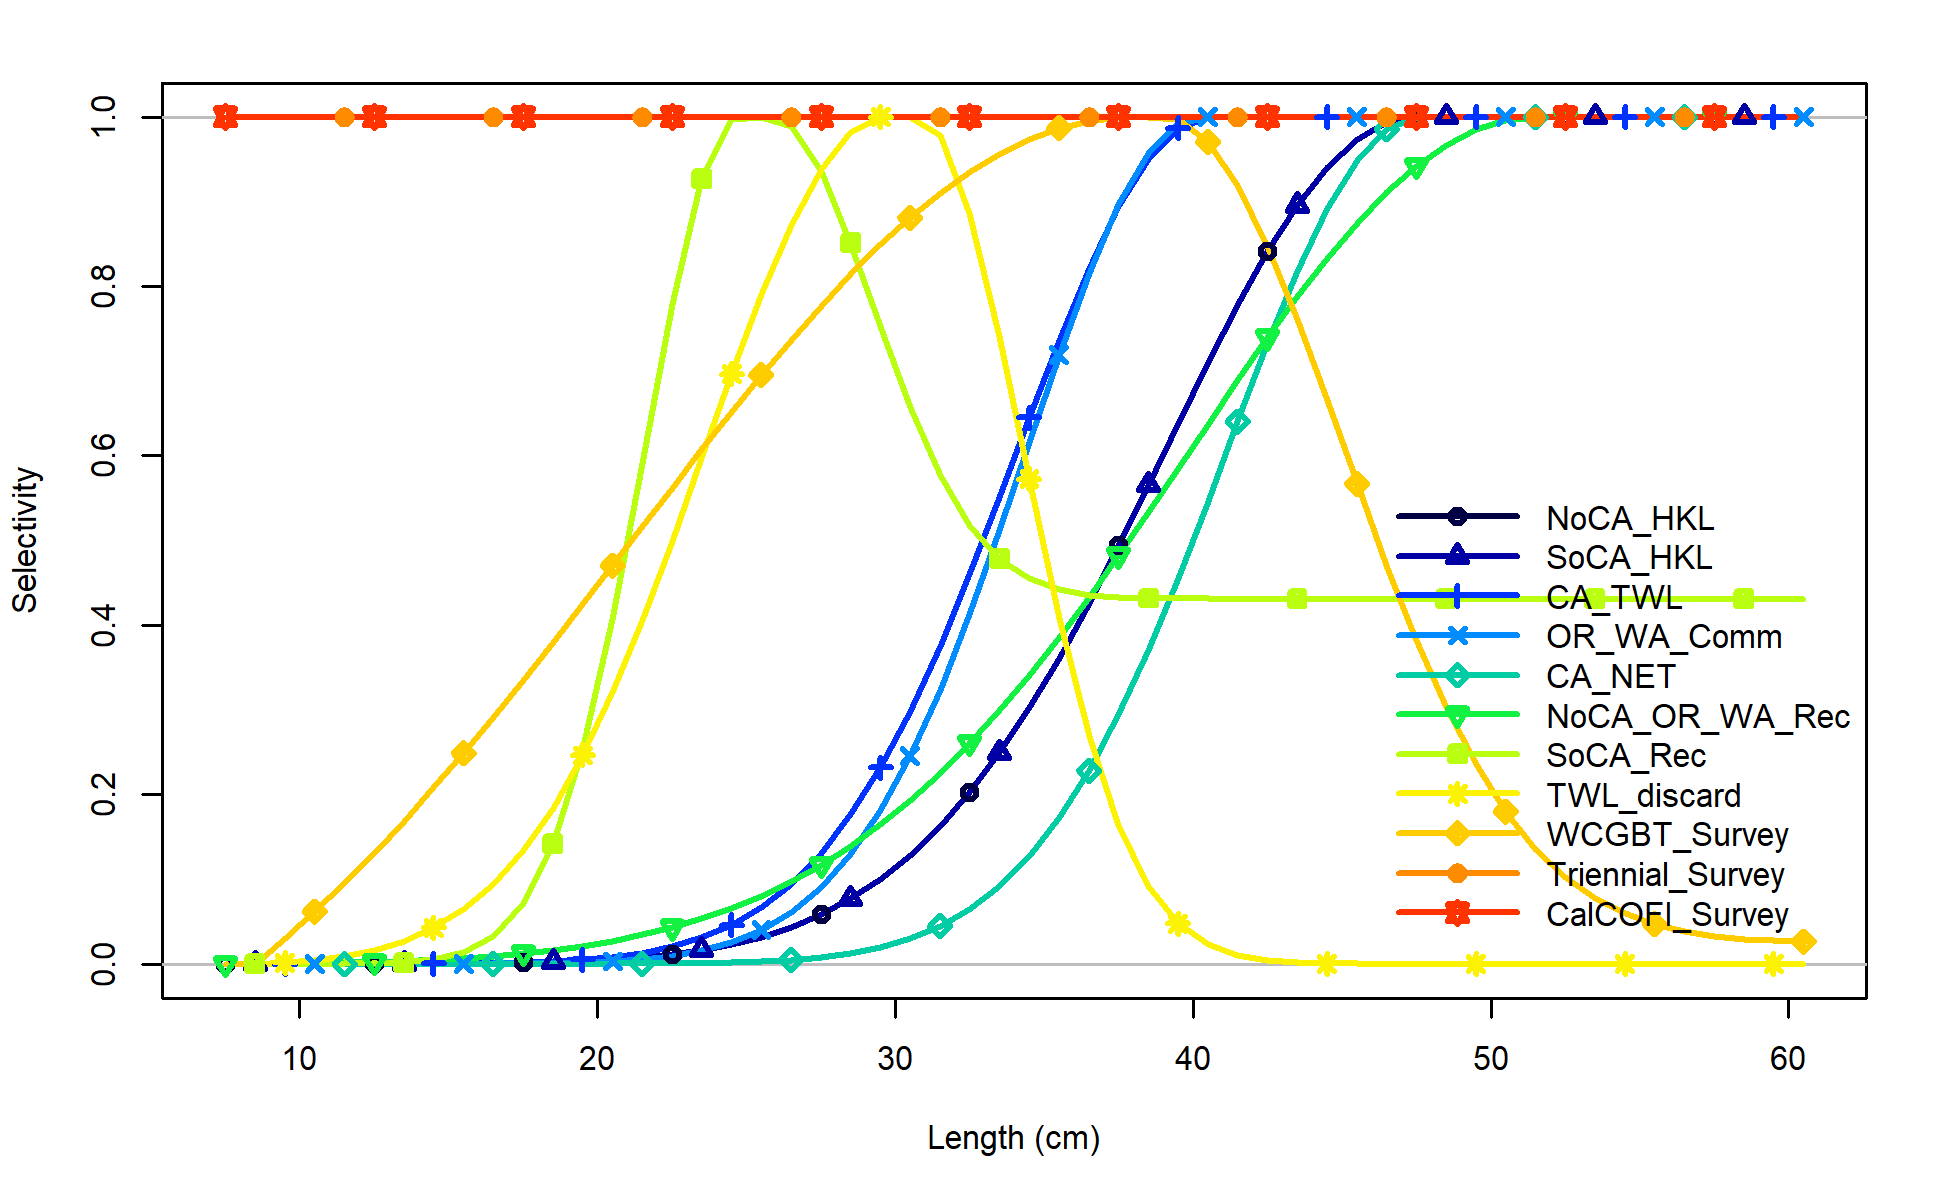 1.0
0.8
0.6
0.4
0.2
0.0
Selectivity
NoCA_HKL
SoCA_HKL
CA_TWL
OR_WA_Comm
CA_NET
NoCA_OR_WA_Rec
SoCA_Rec
TWL_discard
WCGBT_Survey
Triennial_Survey
CalCOFI_Survey
10 20 30 40 50 60
Length (cm)